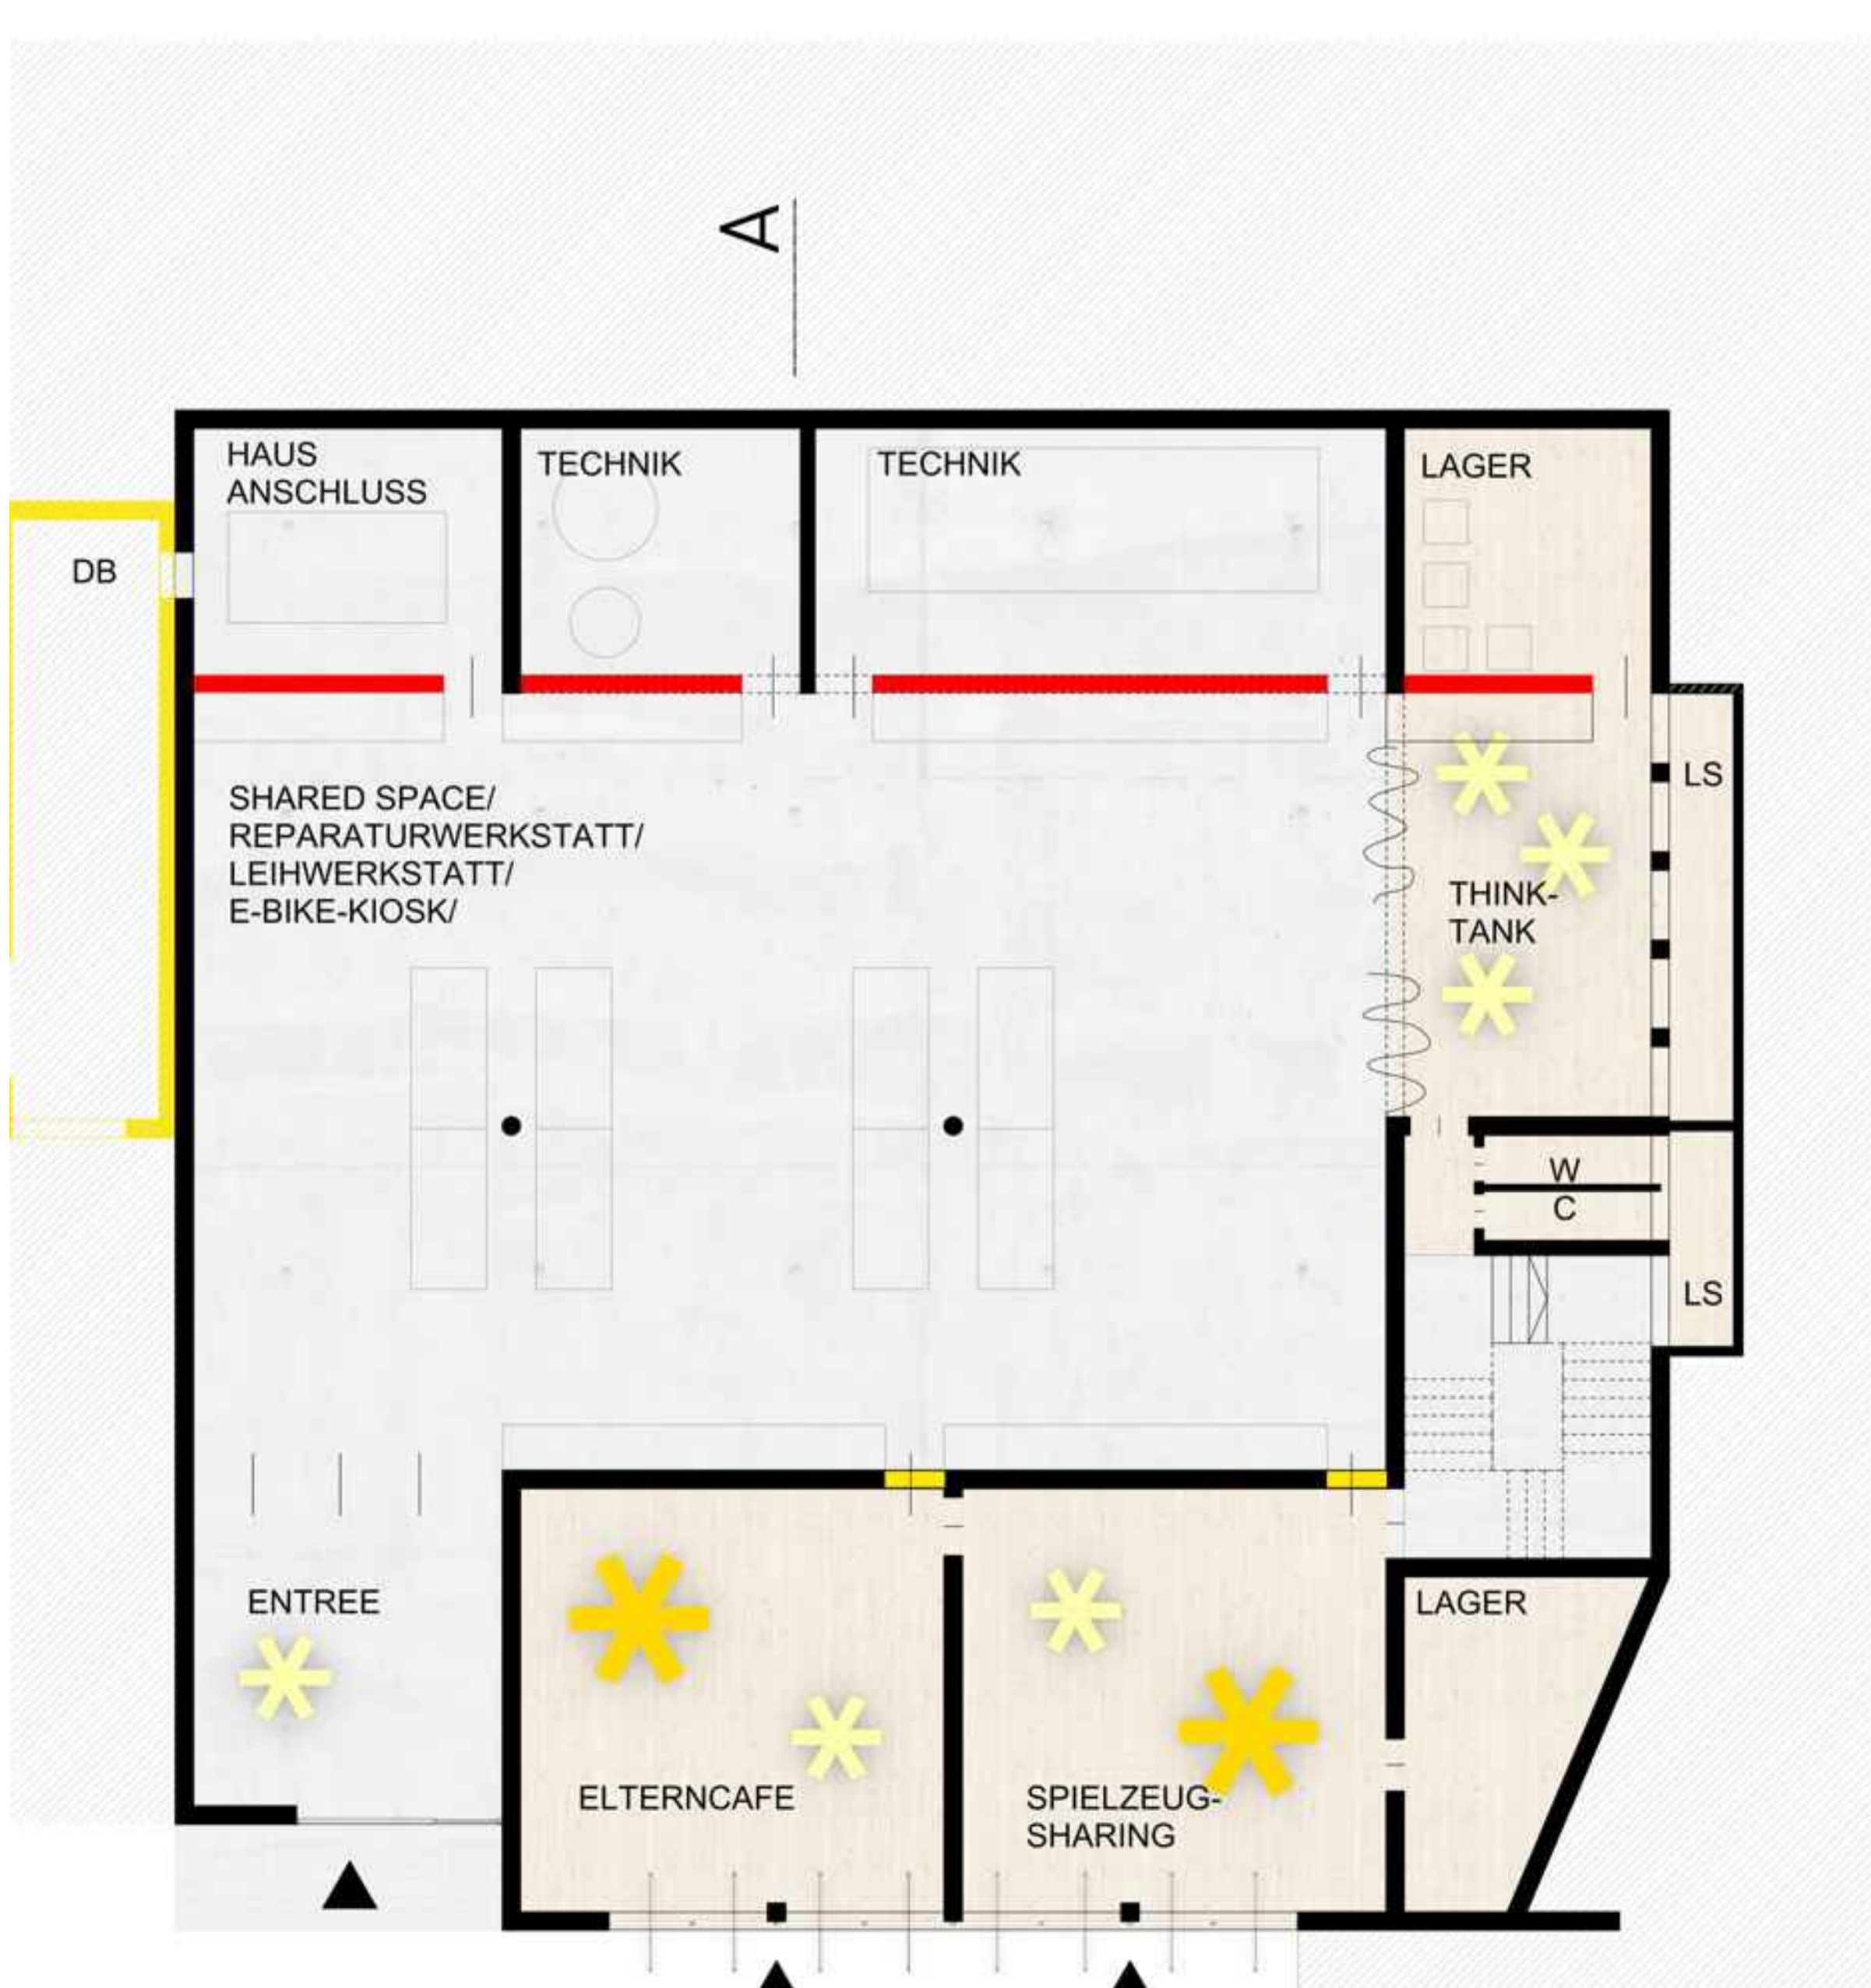 A
HAUS
ANSCHLUSS
TECHNIK
TECHNIK
LAGER
DB
SHARED SPACE/
REPARATURWERKSTATT/
LEIHWERKSTATT/
E-BIKE-KIOSK/
LS
THINK-
TANK
W
C
LS
ENTREE
LAGER
ELTERNCAFE
SPIELZEUG-
SHARING